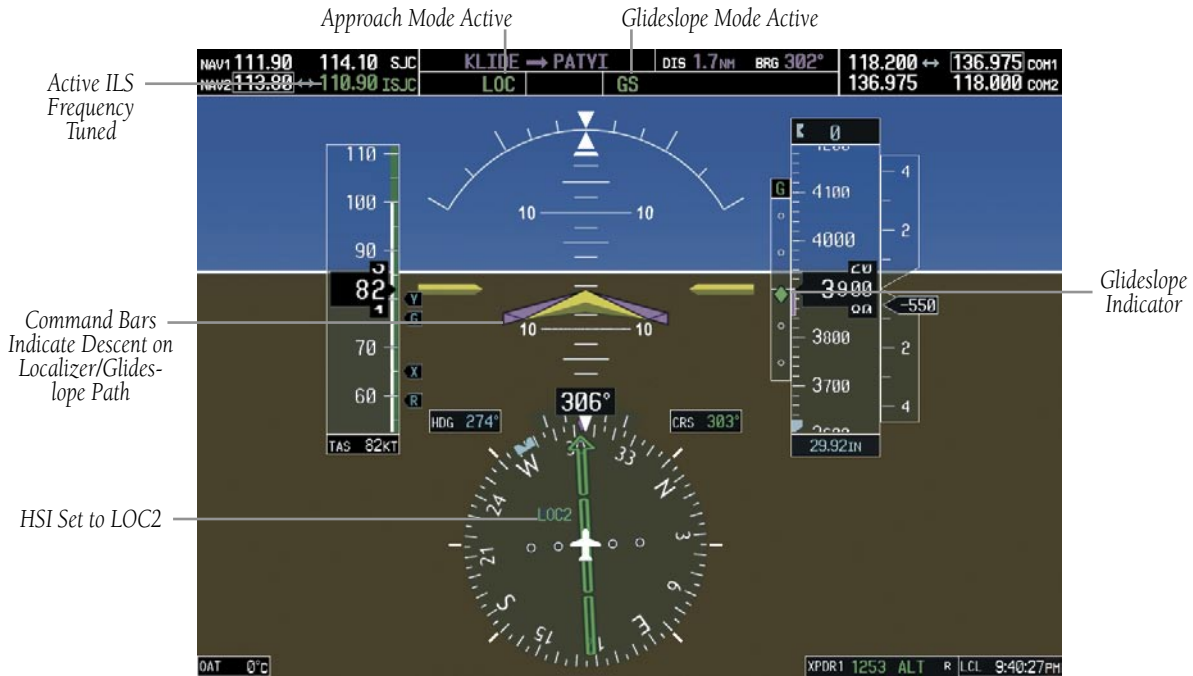 Approach Mode Active
Glideslope Mode Active
Active ILS
Frequency
Tuned
NAV1 111.90 114.10 SJC
NAV2 113.80 ↔ 110.90 ISJC
KLIDE → PATYI DIS 1.7NM BRG 302°
LOC GS
118.200 ↔ 136.975 COM1
136.975 118.000 COM2
110
100
90
82
70
60
TAS 82KT
Y
G
X
R
10 10
10 10
G
0
4100
4000
3900
3800
3700
29.92IN
4
2
-550
2
4
Glideslope
Indicator
Command Bars
Indicate Descent on
Localizer/Glides-
lope Path
306°
HDG 274°
CRS 303°
HSI Set to LOC2
LOC2
33
N
3
6
E
15
S
21
24
W
OAT 0°C
XPDR1 1253 ALT R LCL 9:40:27PM